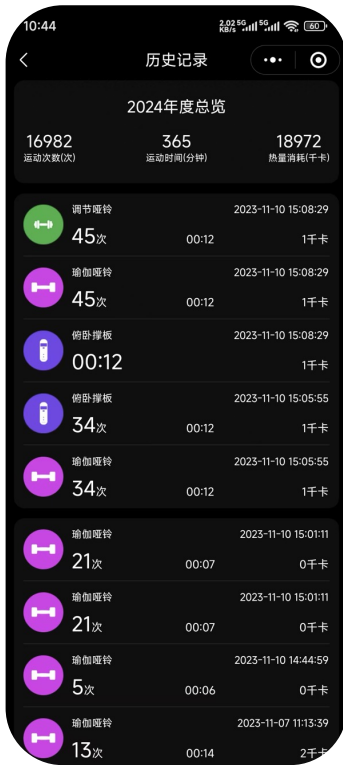 10:44
2.02 KB/s 5G 5G 60
历史记录
2024年度总览
16982 365 18972
运动次数(次) 运动时间(分钟) 热量消耗(千卡)
调节哑铃 2023-11-10 15:08:29
45次 00:12 1千卡
瑜伽哑铃 2023-11-10 15:08:29
45次 00:12 1千卡
俯卧撑板 2023-11-10 15:08:29
00:12 1千卡
俯卧撑板 2023-11-10 15:05:55
34次 00:12 1千卡
瑜伽哑铃 2023-11-10 15:05:55
34次 00:12 1千卡
瑜伽哑铃 2023-11-10 15:01:11
21次 00:07 0千卡
瑜伽哑铃 2023-11-10 15:01:11
21次 00:07 0千卡
瑜伽哑铃 2023-11-10 14:44:59
5次 00:06 0千卡
瑜伽哑铃 2023-11-07 11:13:39
13次 00:14 2千卡